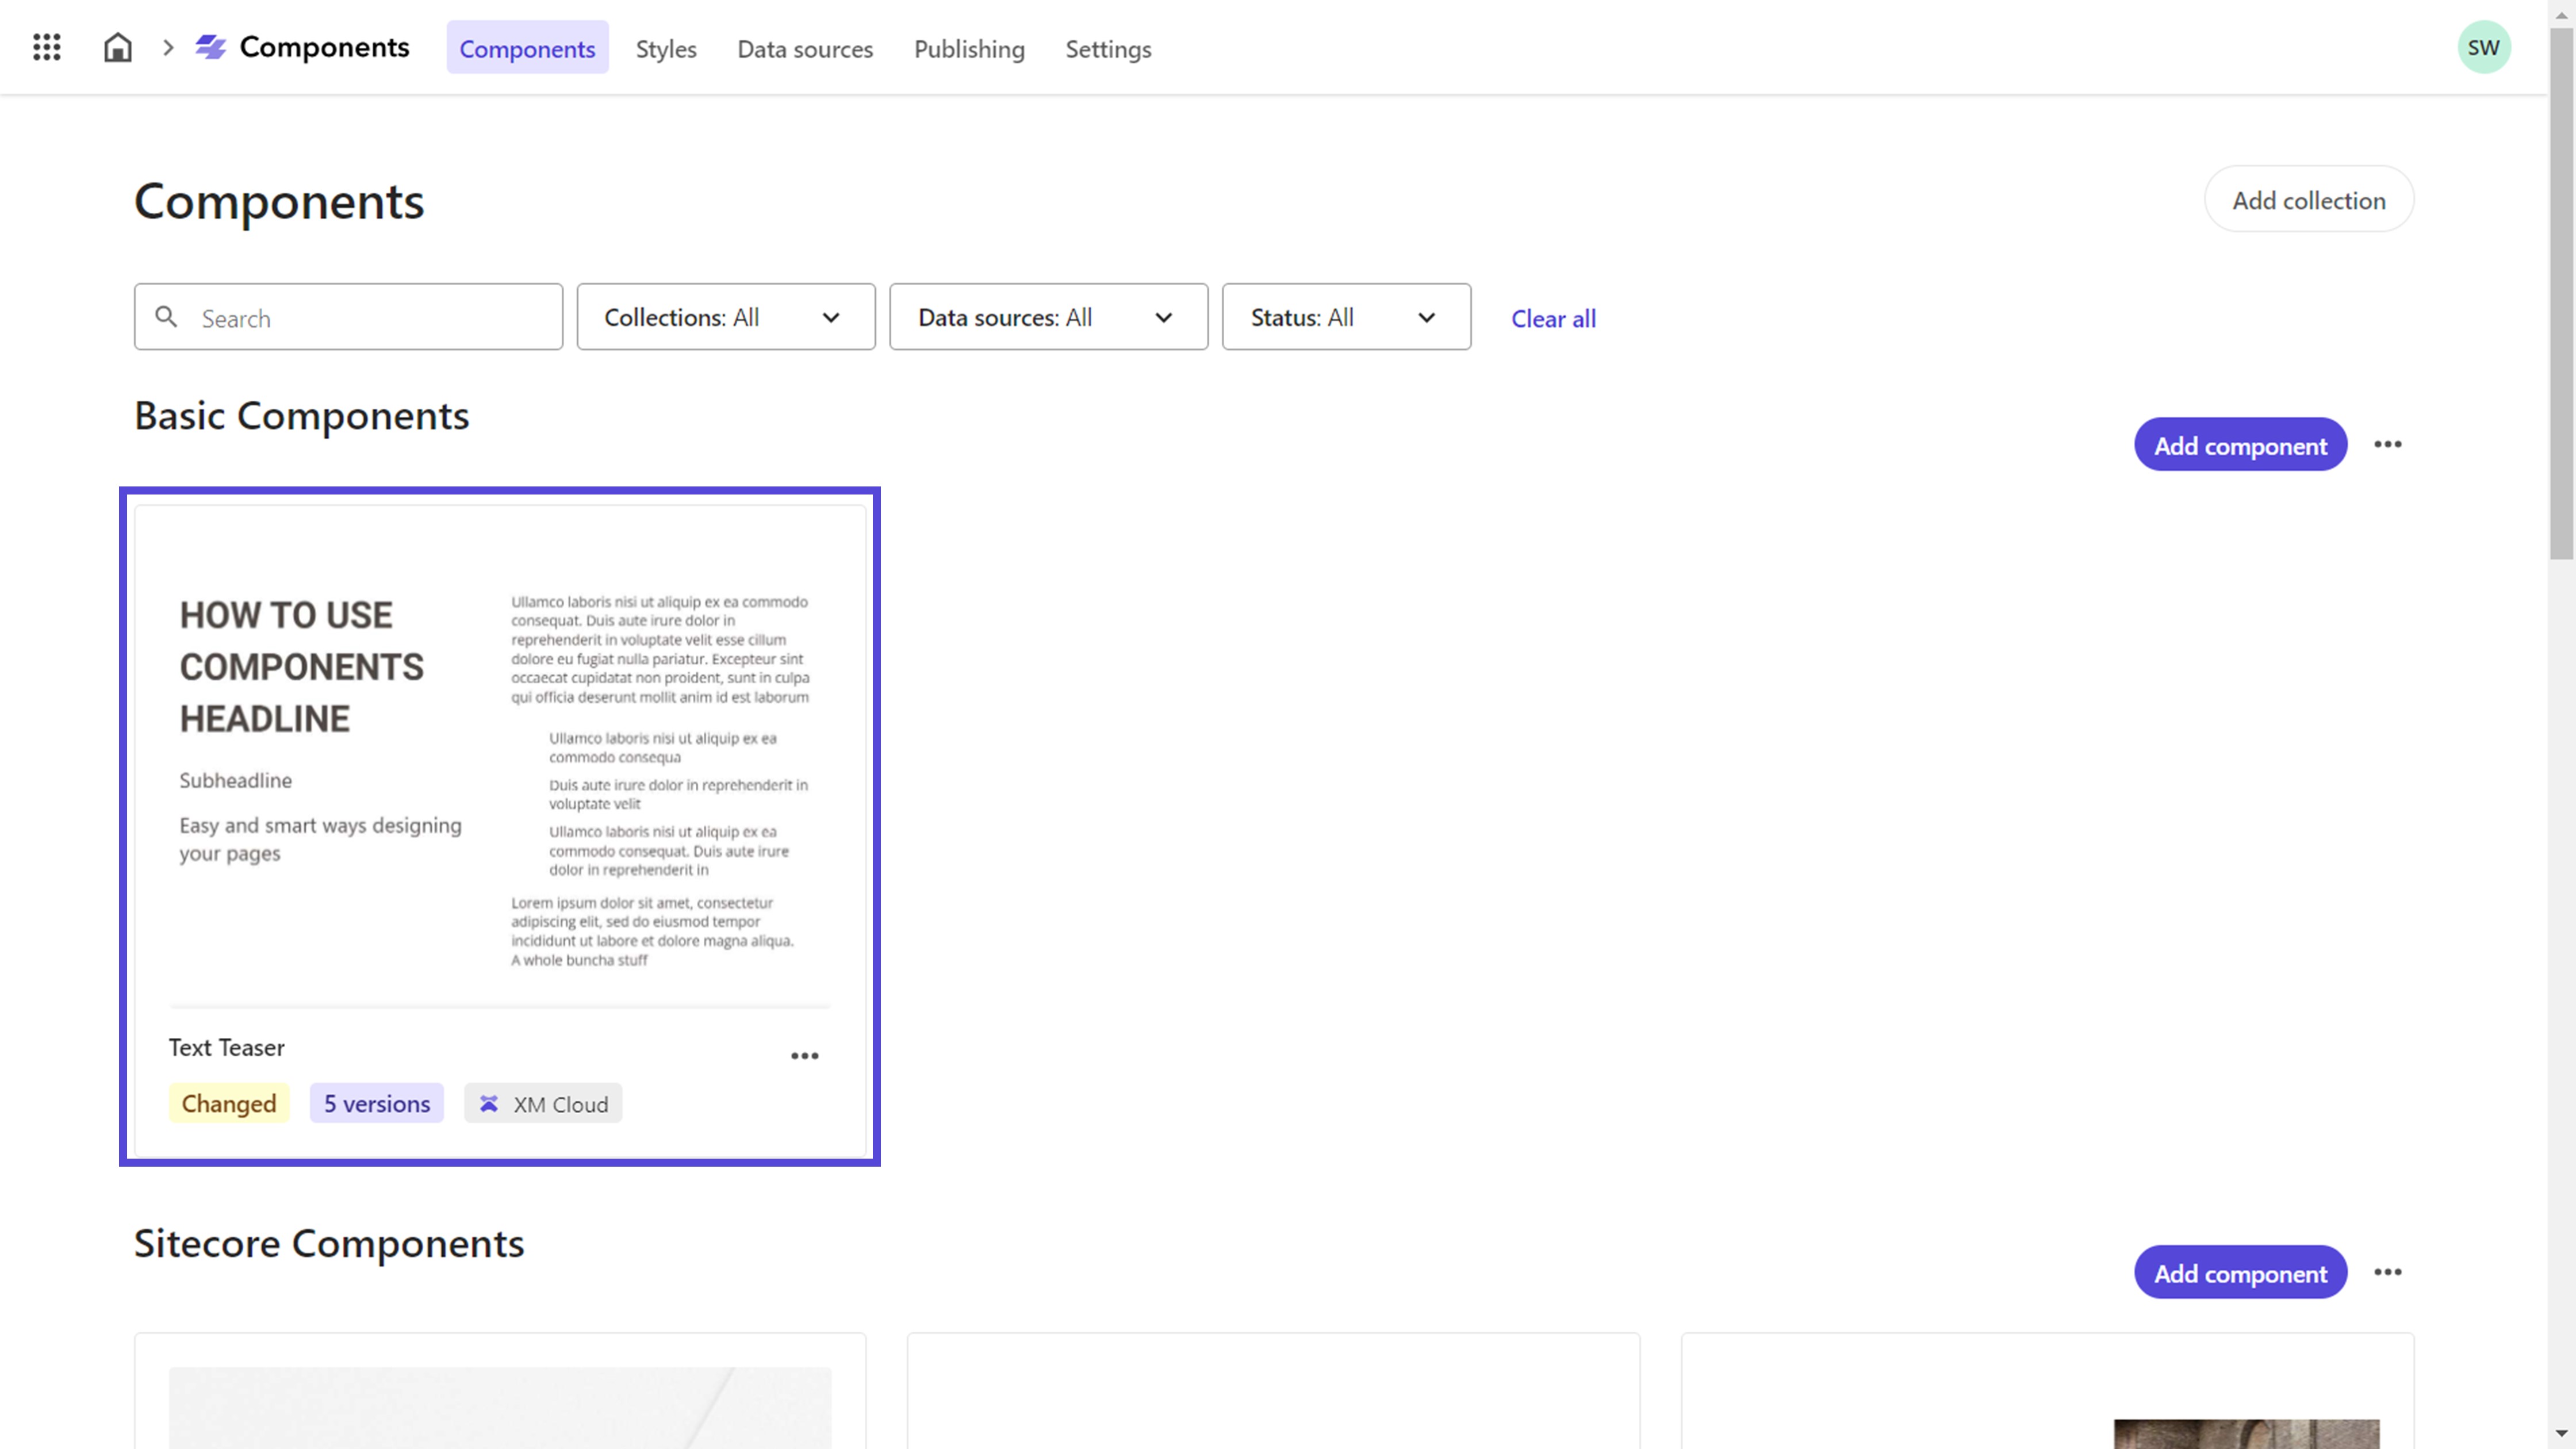 Components
Components
Styles
Data sources
Publishing
Settings
SW
Components
Add collection
Search
Collections: All
Data sources: All
Status: All
Clear all
Basic Components
Add component
HOW TO USE
COMPONENTS
HEADLINE
Subheadline
Easy and smart ways designing
your pages
Ullamco laboris nisi ut aliquip ex ea commodo
consequat. Duis aute irure dolor in
reprehenderit in voluptate velit esse cillum
dolore eu fugiat nulla pariatur. Excepteur sint
occaecat cupidatat non proident, sunt in culpa
qui officia deserunt mollit anim id est laborum
Ullamco laboris nisi ut aliquip ex ea
commodo consequa
Duis aute irure dolor in reprehenderit in
voluptate velit
Ullamco laboris nisi ut aliquip ex ea
commodo consequat. Duis aute irure
dolor in reprehenderit in
Lorem ipsum dolor sit amet, consectetur
adipiscing elit, sed do eiusmod tempor
incididunt ut labore et dolore magna aliqua.
A whole buncha stuff
Text Teaser
Changed
5 versions
XM Cloud
Sitecore Components
Add component